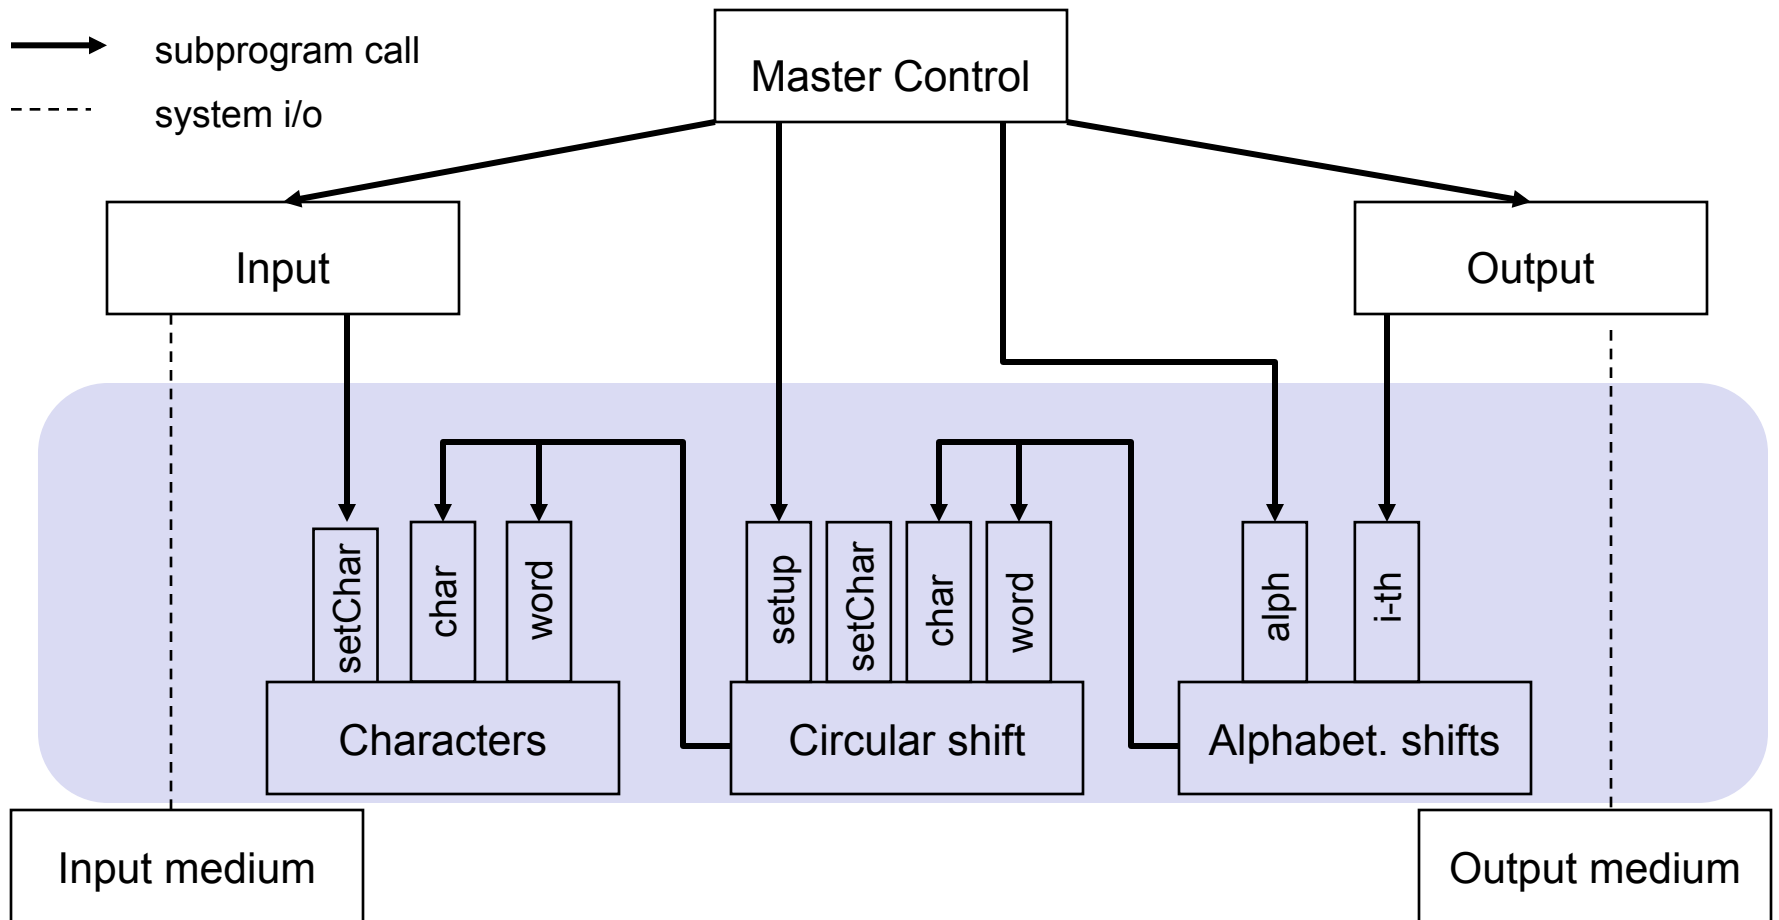 subprogram call
system i/o
Master Control
Input
Output
setChar
char
word
setup
setChar
char
word
alph
i-th
Characters
Circular shift
Alphabet. shifts
Input medium
Output medium